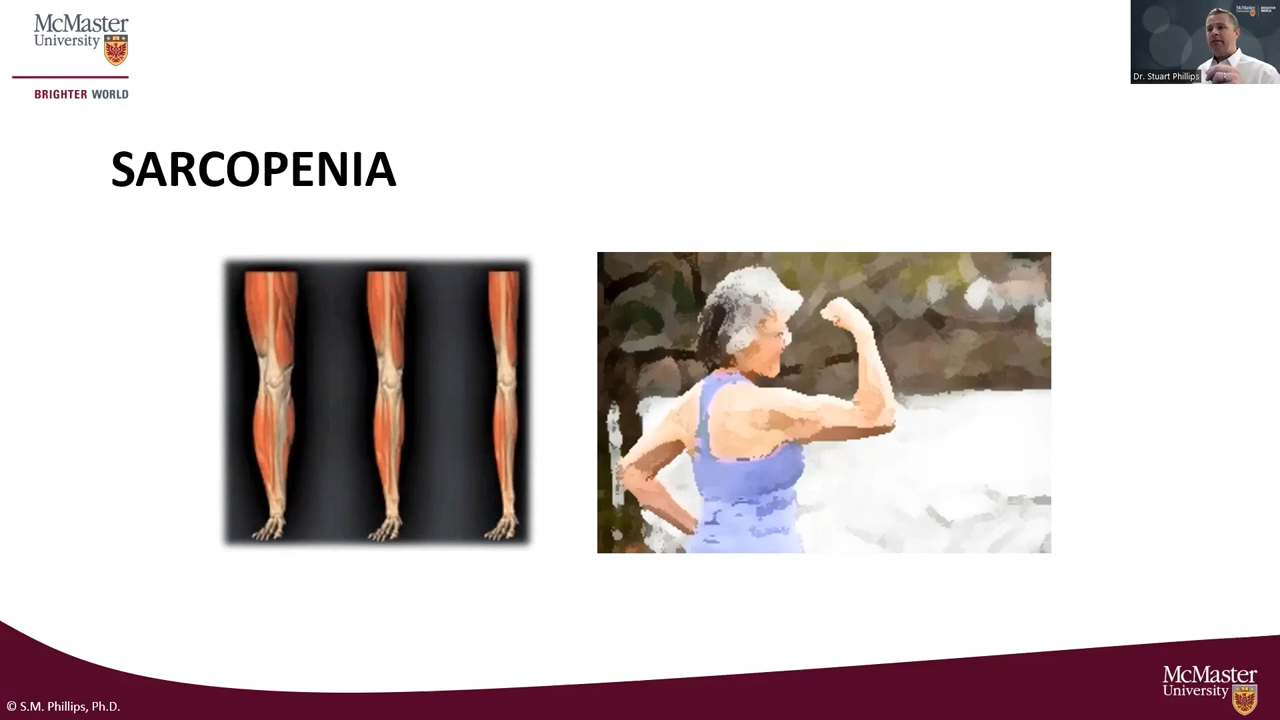 McMaster
University
BRIGHTER WORLD
Dr. Stuart Phillips
SARCOPENIA
© S.M. Phillips, Ph.D.
McMaster
University